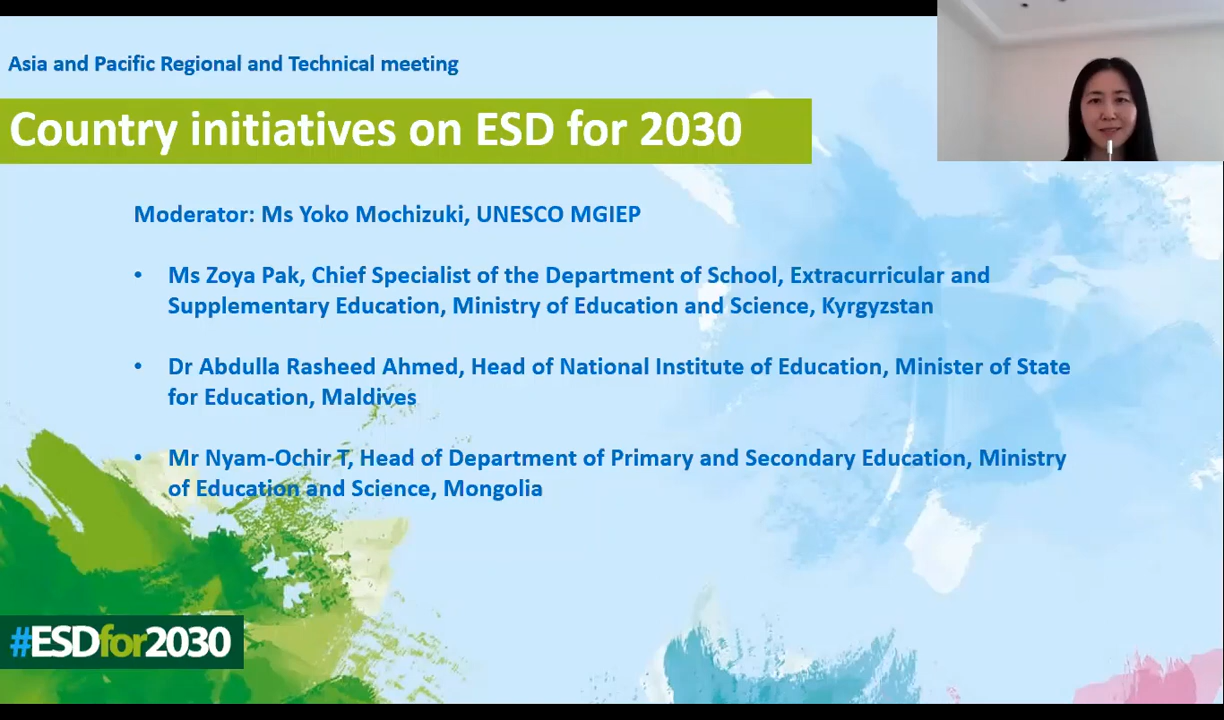 Asia and Pacific Regional and Technical meeting
Country initiatives on ESD for 2030
Moderator: Ms Yoko Mochizuki, UNESCO MGIEP
• Ms Zoya Pak, Chief Specialist of the Department of School, Extracurricular and
Supplementary Education, Ministry of Education and Science, Kyrgyzstan
• Dr Abdulla Rasheed Ahmed, Head of National Institute of Education, Minister of State
for Education, Maldives
• Mr Nyam-Ochir T, Head of Department of Primary and Secondary Education, Ministry
of Education and Science, Mongolia
#ESDfor2030